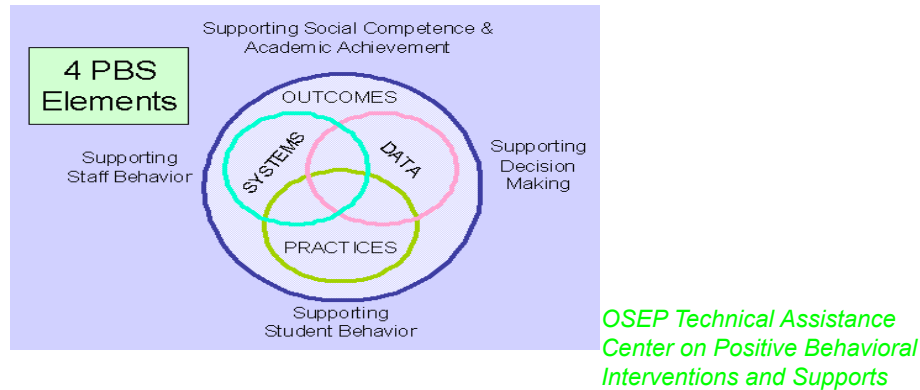 Supporting Social Competence &
Academic Achievement
4 PBS
Elements
OUTCOMES
SYSTEMS
DATA
Supporting
Staff Behavior
Supporting
Decision
Making
PRACTICES
Supporting
Student Behavior
OSEP Technical Assistance
Center on Positive Behavioral
Interventions and Supports